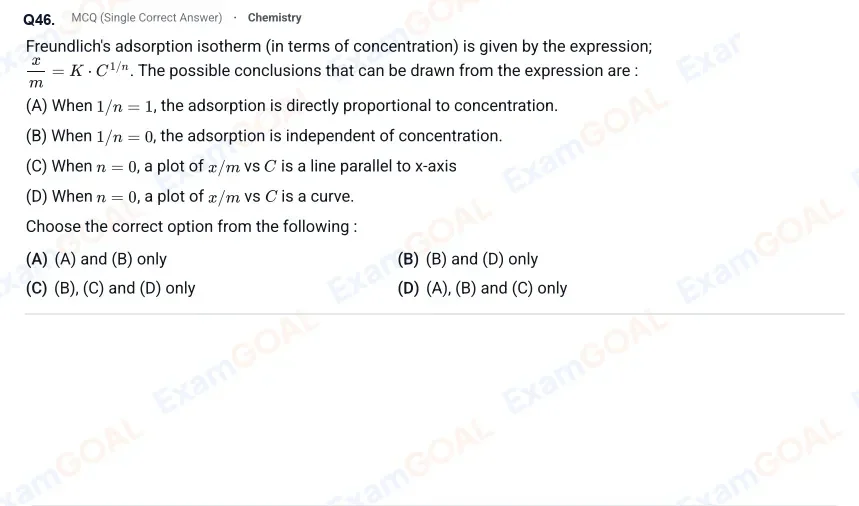 Q46. MCQ (Single Correct Answer) · Chemistry
Freundlich's adsorption isotherm (in terms of concentration) is given by the expression;
x/m = K · C^{1/n}. The possible conclusions that can be drawn from the expression are :
(A) When 1/n = 1, the adsorption is directly proportional to concentration.
(B) When 1/n = 0, the adsorption is independent of concentration.
(C) When n = 0, a plot of x/m vs C is a line parallel to x-axis
(D) When n = 0, a plot of x/m vs C is a curve.
Choose the correct option from the following :
(A) (A) and (B) only
(B) (B) and (D) only
(C) (B), (C) and (D) only
(D) (A), (B) and (C) only
ExamGOAL